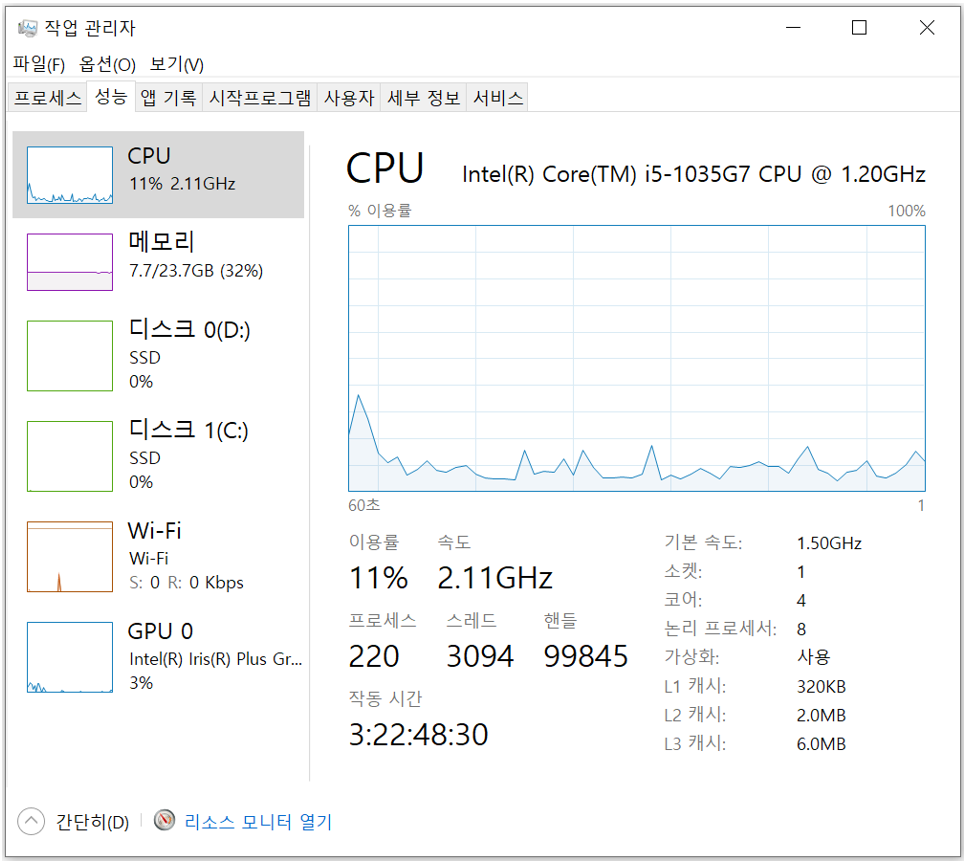 작업 관리자
파일(F) 옵션(O) 보기(V)
프로세스 성능 앱 기록 시작프로그램 사용자 세부 정보 서비스
CPU
11% 2.11GHz
메모리
7.7/23.7GB (32%)
디스크 0(D:)
SSD
0%
디스크 1(C:)
SSD
0%
Wi-Fi
Wi-Fi
S: 0 R: 0 Kbps
GPU 0
Intel(R) Iris(R) Plus Gr...
3%
CPU Intel(R) Core(TM) i5-1035G7 CPU @ 1.20GHz
% 이용률 100%
60초 1
이용률 속도
11% 2.11GHz
프로세스 스레드 핸들
220 3094 99845
작동 시간
3:22:48:30
기본 속도: 1.50GHz
소켓: 1
코어: 4
논리 프로세서: 8
가상화: 사용
L1 캐시: 320KB
L2 캐시: 2.0MB
L3 캐시: 6.0MB
간단히(D) 리소스 모니터 열기